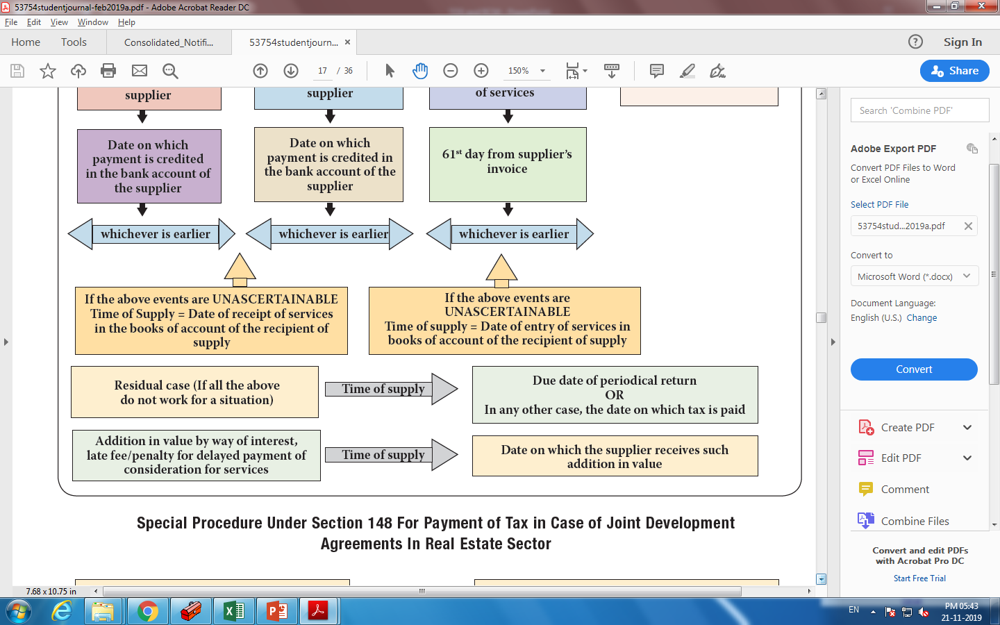 53754studentjournal-feb2019a.pdf - Adobe Acrobat Reader DC
File Edit View Window Help
Home Tools Consolidated_Notifi... 53754studentjourn... ×
Sign In
17 / 36
150%
Share
supplier
supplier
of services
Date on which
payment is credited
in the bank account of
the supplier
Date on which
payment is credited in
the bank account of the
supplier
61st day from supplier's
invoice
whichever is earlier
whichever is earlier
whichever is earlier
If the above events are UNASCERTAINABLE
Time of Supply = Date of receipt of services
in the books of account of the recipient of
supply
If the above events are
UNASCERTAINABLE
Time of supply = Date of entry of services in
books of account of the recipient of supply
Residual case (If all the above
do not work for a situation)
Time of supply
Due date of periodical return
OR
In any other case, the date on which tax is paid
Addition in value by way of interest,
late fee/penalty for delayed payment of
consideration for services
Time of supply
Date on which the supplier receives such
addition in value
Special Procedure Under Section 148 For Payment of Tax in Case of Joint Development
Agreements In Real Estate Sector
7.68 x 10.75 in
Search 'Combine PDF'
Adobe Export PDF
Convert PDF Files to Word
or Excel Online
Select PDF File
53754stud...2019a.pdf
Convert to
Microsoft Word (*.docx)
Document Language:
English (U.S.) Change
Convert
Create PDF
Edit PDF
Comment
Combine Files
Convert and edit PDFs
with Acrobat Pro DC
Start Free Trial
EN
PM 05:43
21-11-2019